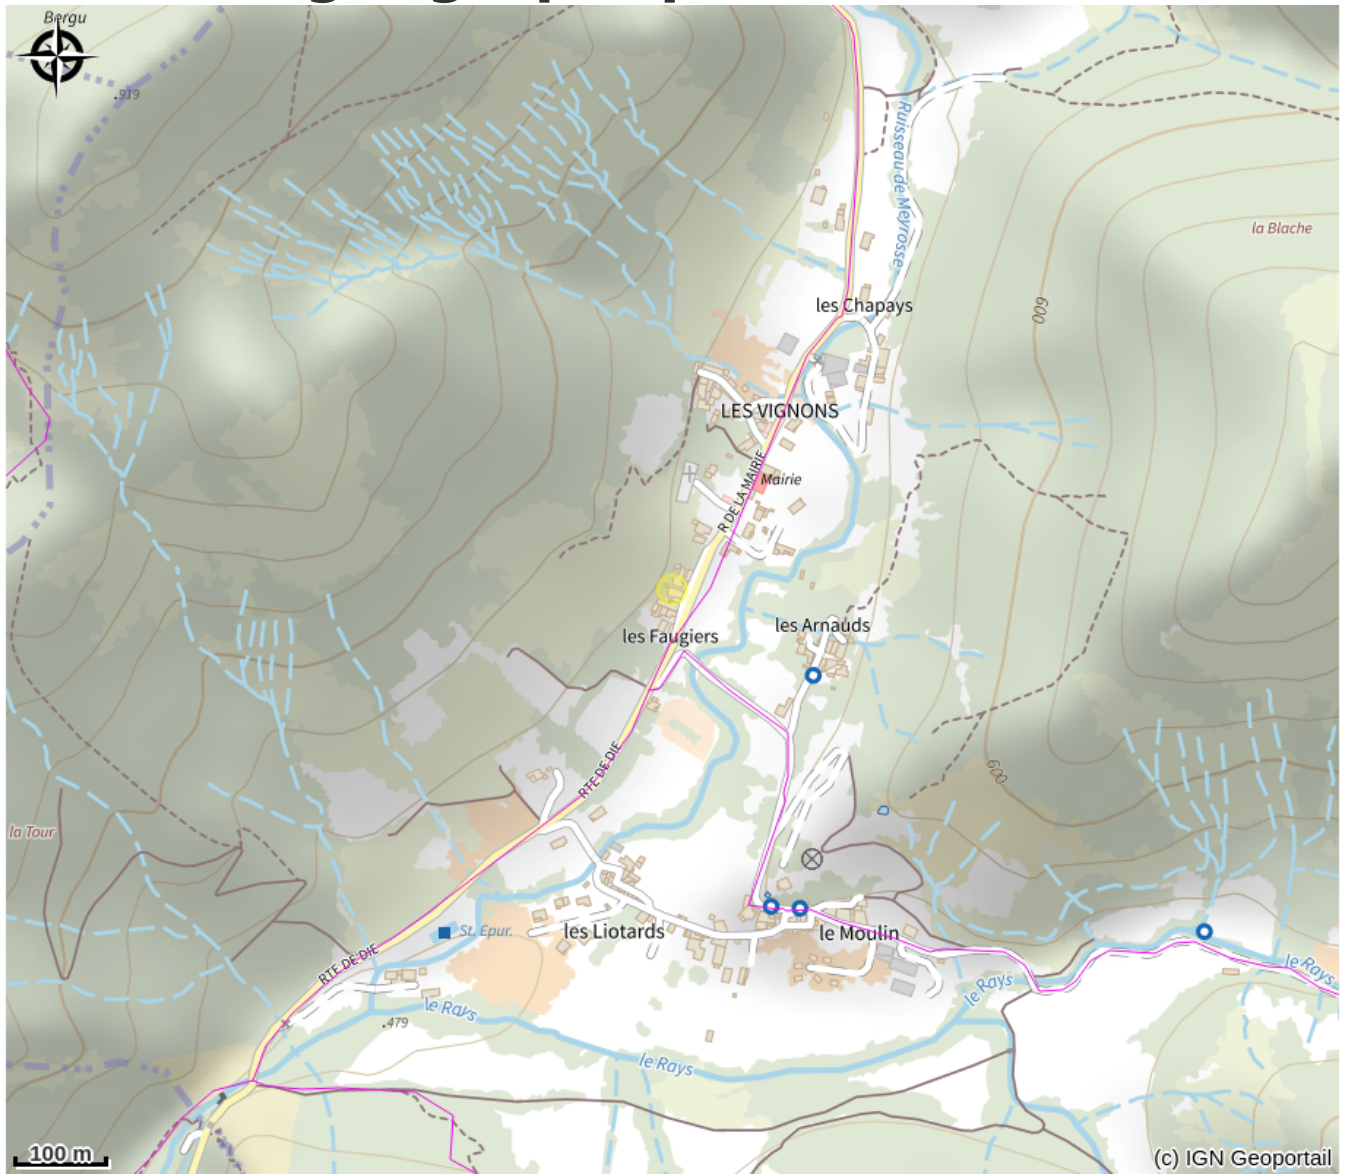 Bergu
.919
Ruisseau de Meyrosse
la Blache
les Chapays
600
LES VIGNONS
R DE LA MAIRIE
Mairie
les Faugiers
les Arnauds
RTE DE DIE
600
la Tour
St. Epur.
les Liotards
le Moulin
RTE DE DIE
le Rays
le Rays
le Rays
.479
le Rays
100 m
(c) IGN Geoportail